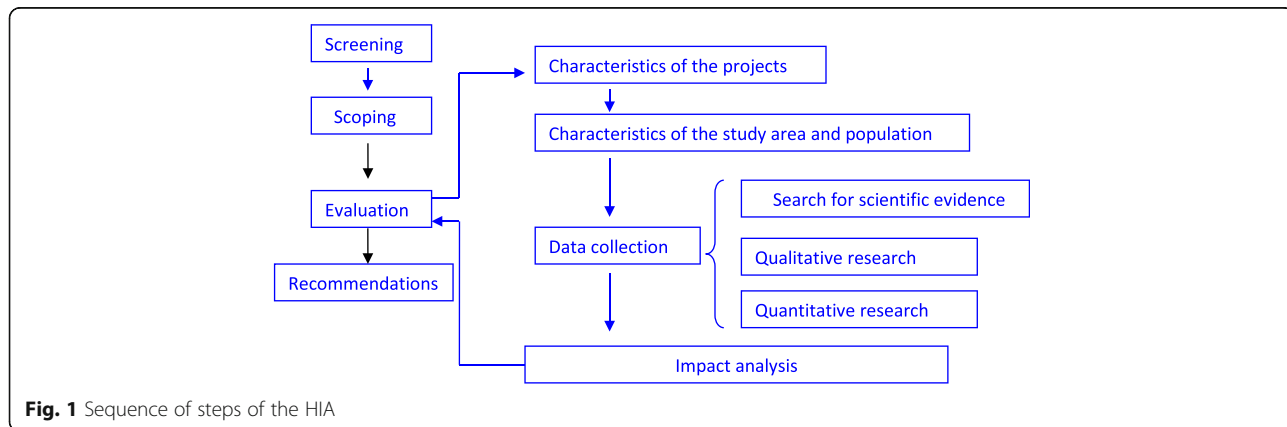 Screening
Scoping
Evaluation
Recommendations
Characteristics of the projects
Characteristics of the study area and population
Data collection
Search for scientific evidence
Qualitative research
Quantitative research
Impact analysis
Fig. 1 Sequence of steps of the HIA